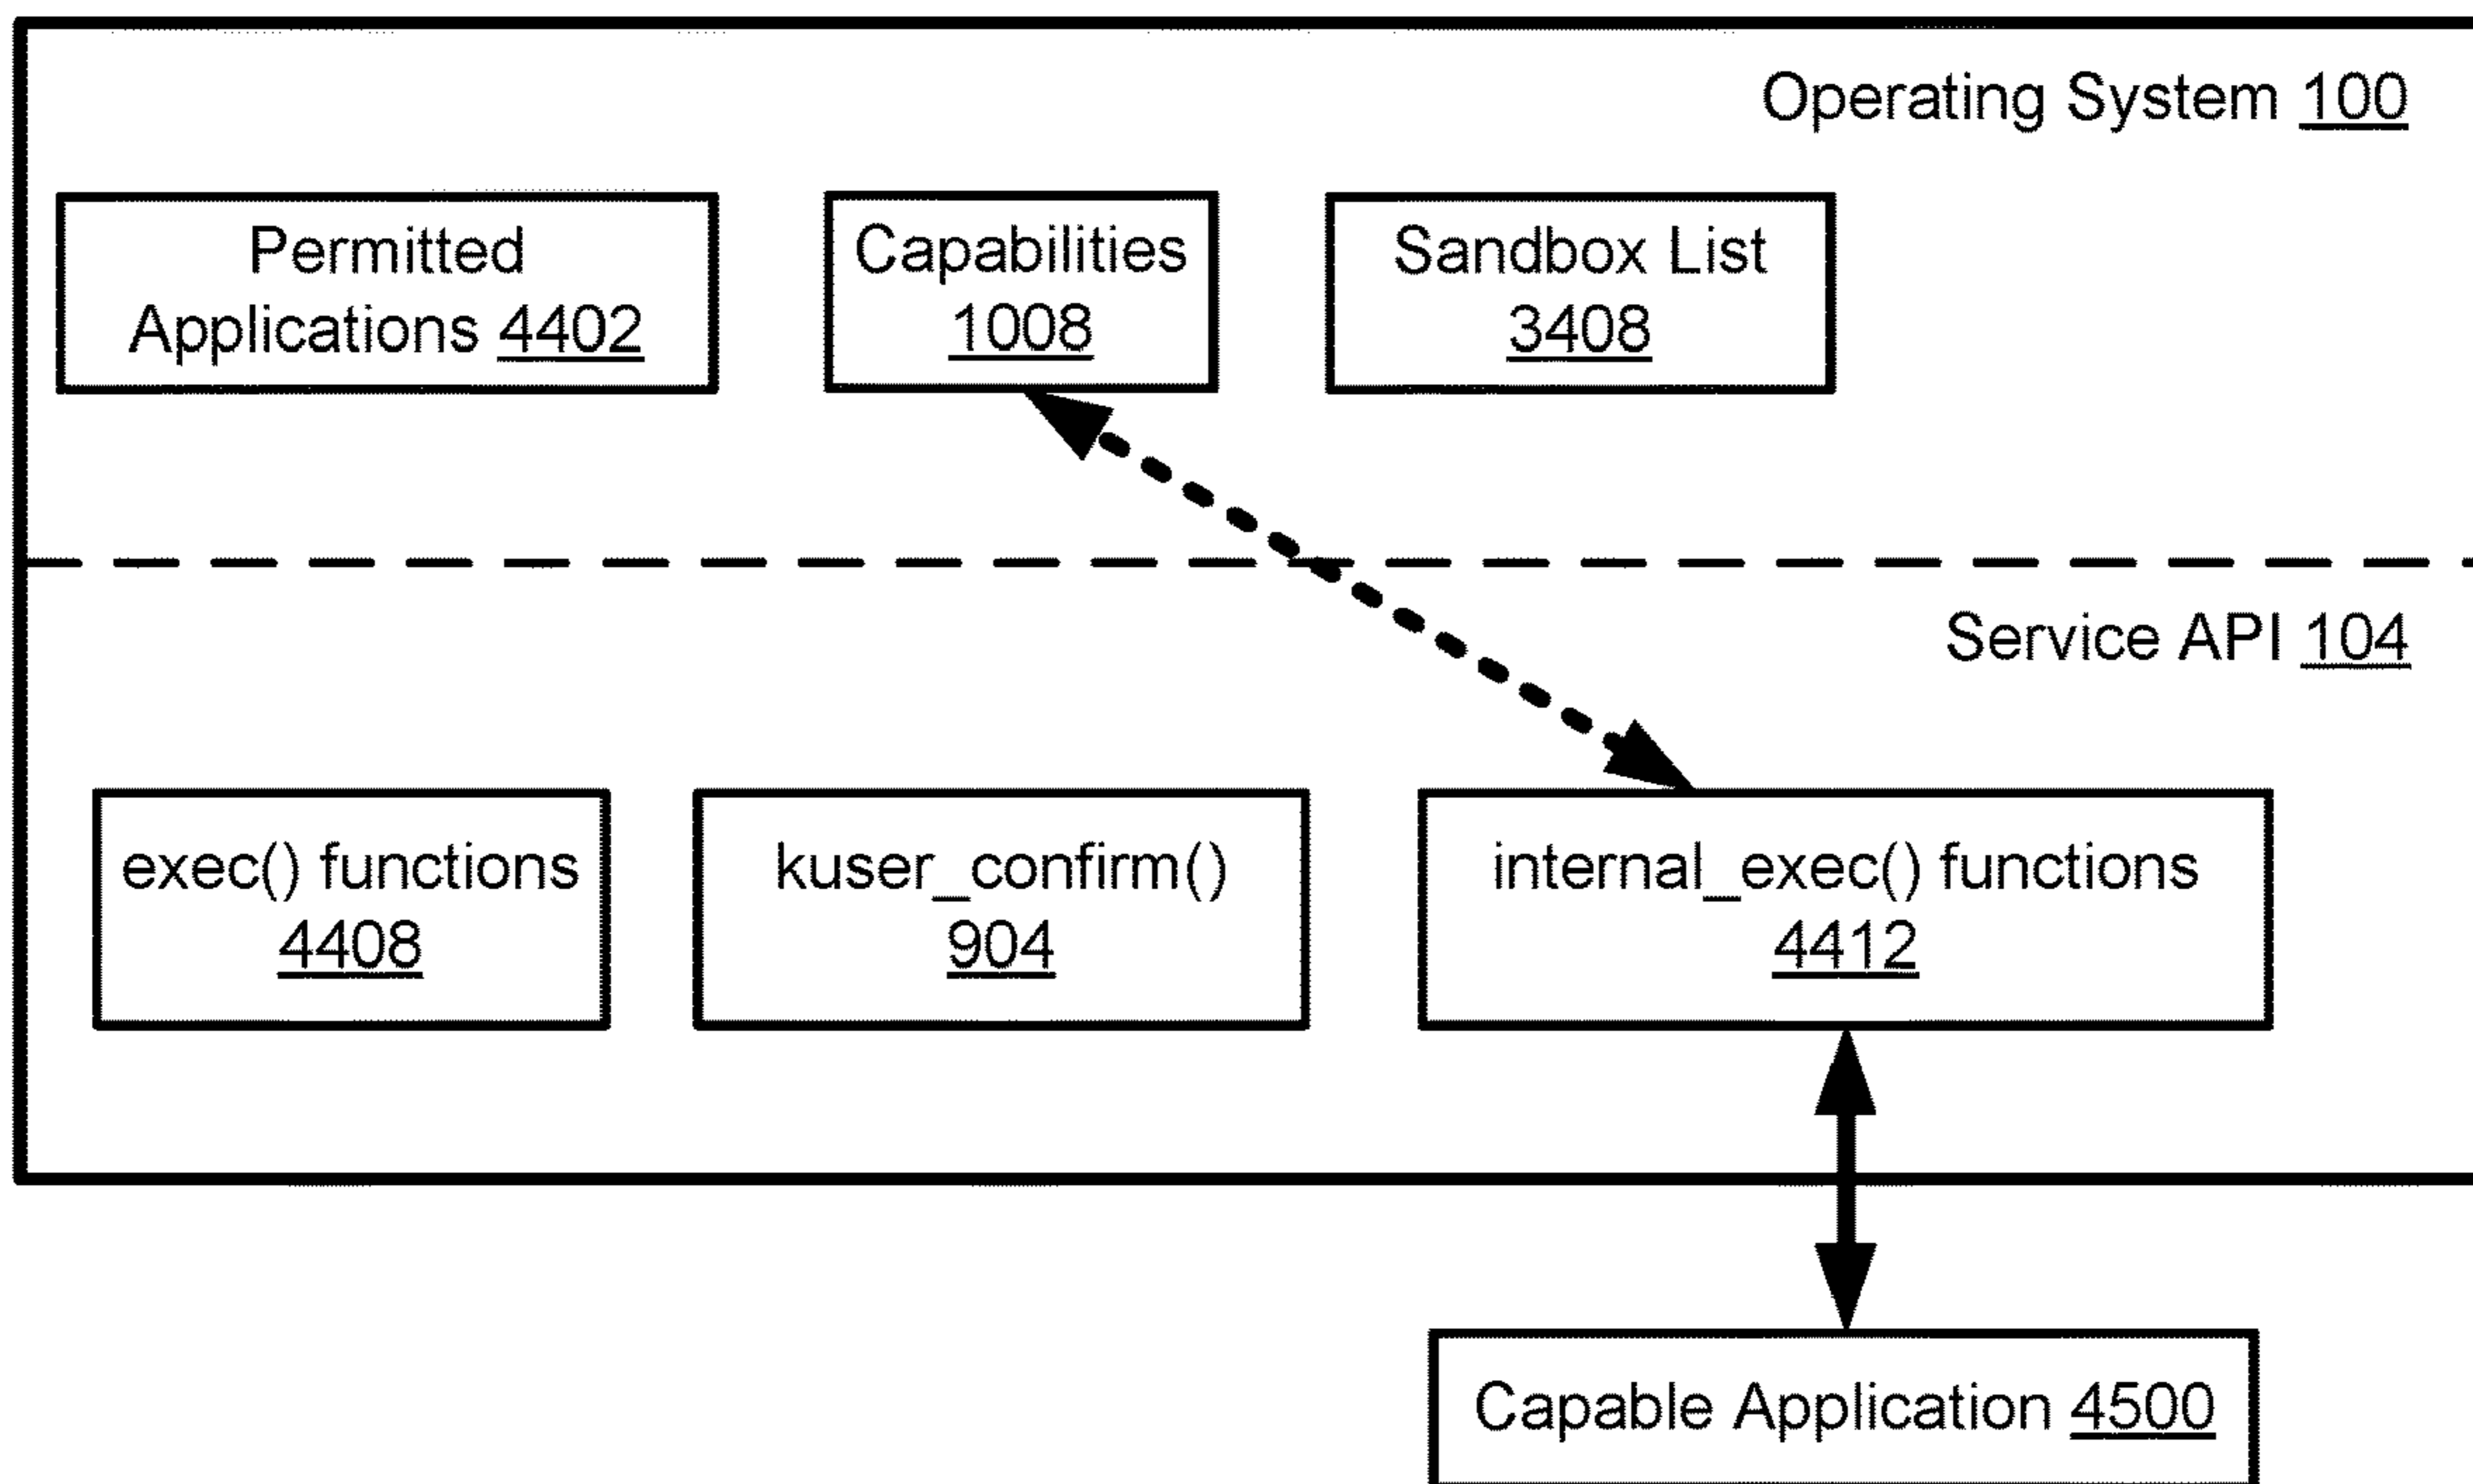 Operating System 100
Permitted
Applications 4402
Capabilities
1008
Sandbox List
3408
Service API 104
exec() functions
4408
kuser_confirm()
904
internal_exec() functions
4412
Capable Application 4500